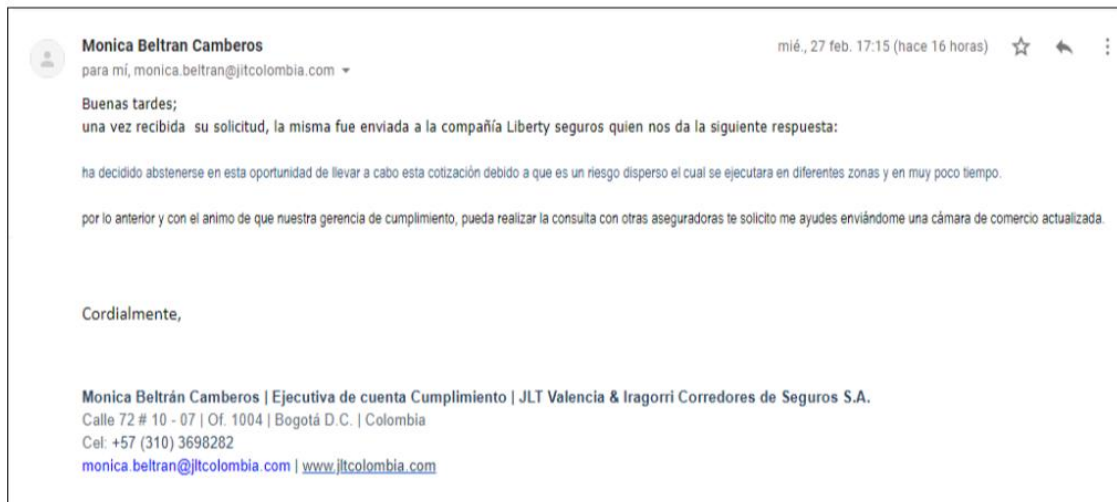 Monica Beltran Camberos
mié., 27 feb. 17:15 (hace 16 horas)
para mí, monica.beltran@jitcolombia.com
Buenas tardes;
una vez recibida su solicitud, la misma fue enviada a la compañía Liberty seguros quien nos da la siguiente respuesta:
ha decidido abstenerse en esta oportunidad de llevar a cabo esta cotización debido a que es un riesgo disperso el cual se ejecutara en diferentes zonas y en muy poco tiempo.
por lo anterior y con el animo de que nuestra gerencia de cumplimiento, pueda realizar la consulta con otras aseguradoras te solicito me ayudes enviándome una cámara de comercio actualizada.
Cordialmente,
Monica Beltrán Camberos | Ejecutiva de cuenta Cumplimiento | JLT Valencia & Iragorri Corredores de Seguros S.A.
Calle 72 # 10 - 07 | Of. 1004 | Bogotá D.C. | Colombia
Cel: +57 (310) 3698282
monica.beltran@jltcolombia.com | www.jltcolombia.com